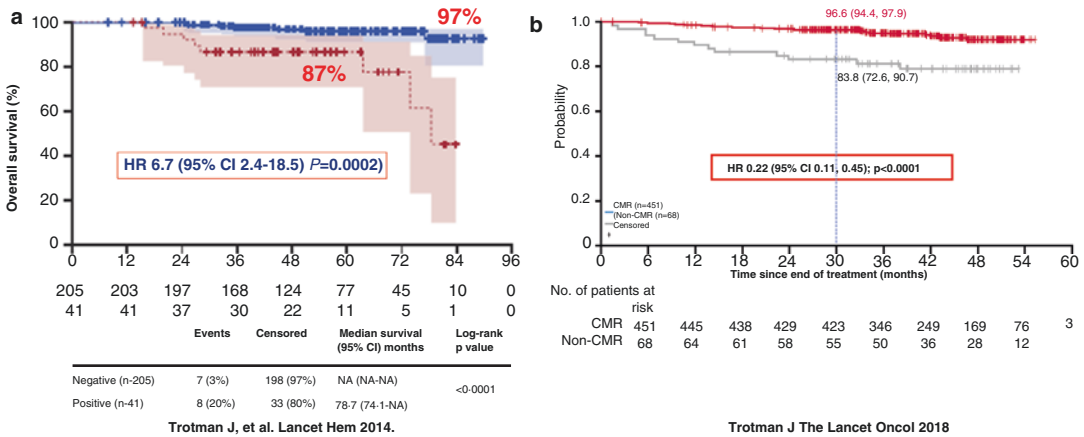 a
Overall survival (%)
100
80
60
40
20
0
97%
87%
HR 6.7 (95% CI 2.4-18.5) P=0.0002)
0 12 24 36 48 60 72 84 96
205 203 197 168 124 77 45 10 0
41 41 37 30 22 11 5 1 0
Events Censored Median survival (95% CI) months Log-rank p value
Negative (n-205) 7 (3%) 198 (97%) NA (NA-NA)
<0·0001
Positive (n-41) 8 (20%) 33 (80%) 78·7 (74·1-NA)
Trotman J, et al. Lancet Hem 2014.
b
Probability
1.0
0.8
0.6
0.4
0.2
0
96.6 (94.4, 97.9)
83.8 (72.6, 90.7)
HR 0.22 (95% CI 0.11, 0.45); p<0.0001
CMR (n=451)
(Non-CMR (n=68)
Censored
0 6 12 18 24 30 36 42 48 54 60
Time since end of treatment (months)
No. of patients at
risk
CMR 451 445 438 429 423 346 249 169 76 3
Non-CMR 68 64 61 58 55 50 36 28 12
Trotman J The Lancet Oncol 2018